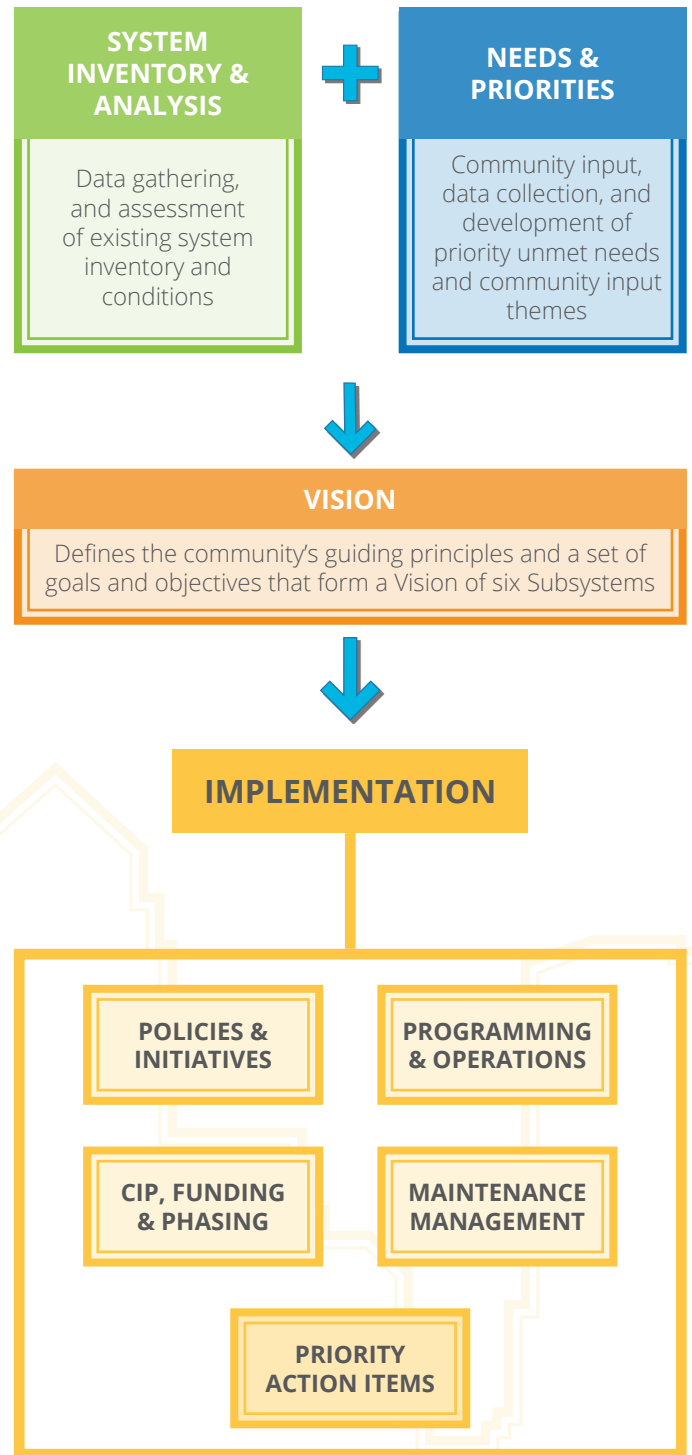 SYSTEM
INVENTORY &
ANALYSIS
Data gathering,
and assessment
of existing system
inventory and
conditions
NEEDS &
PRIORITIES
Community input,
data collection, and
development of
priority unmet needs
and community input
themes
VISION
Defines the community’s guiding principles and a set of
goals and objectives that form a Vision of six Subsystems
IMPLEMENTATION
POLICIES &
INITIATIVES
PROGRAMMING
& OPERATIONS
CIP, FUNDING
& PHASING
MAINTENANCE
MANAGEMENT
PRIORITY
ACTION ITEMS